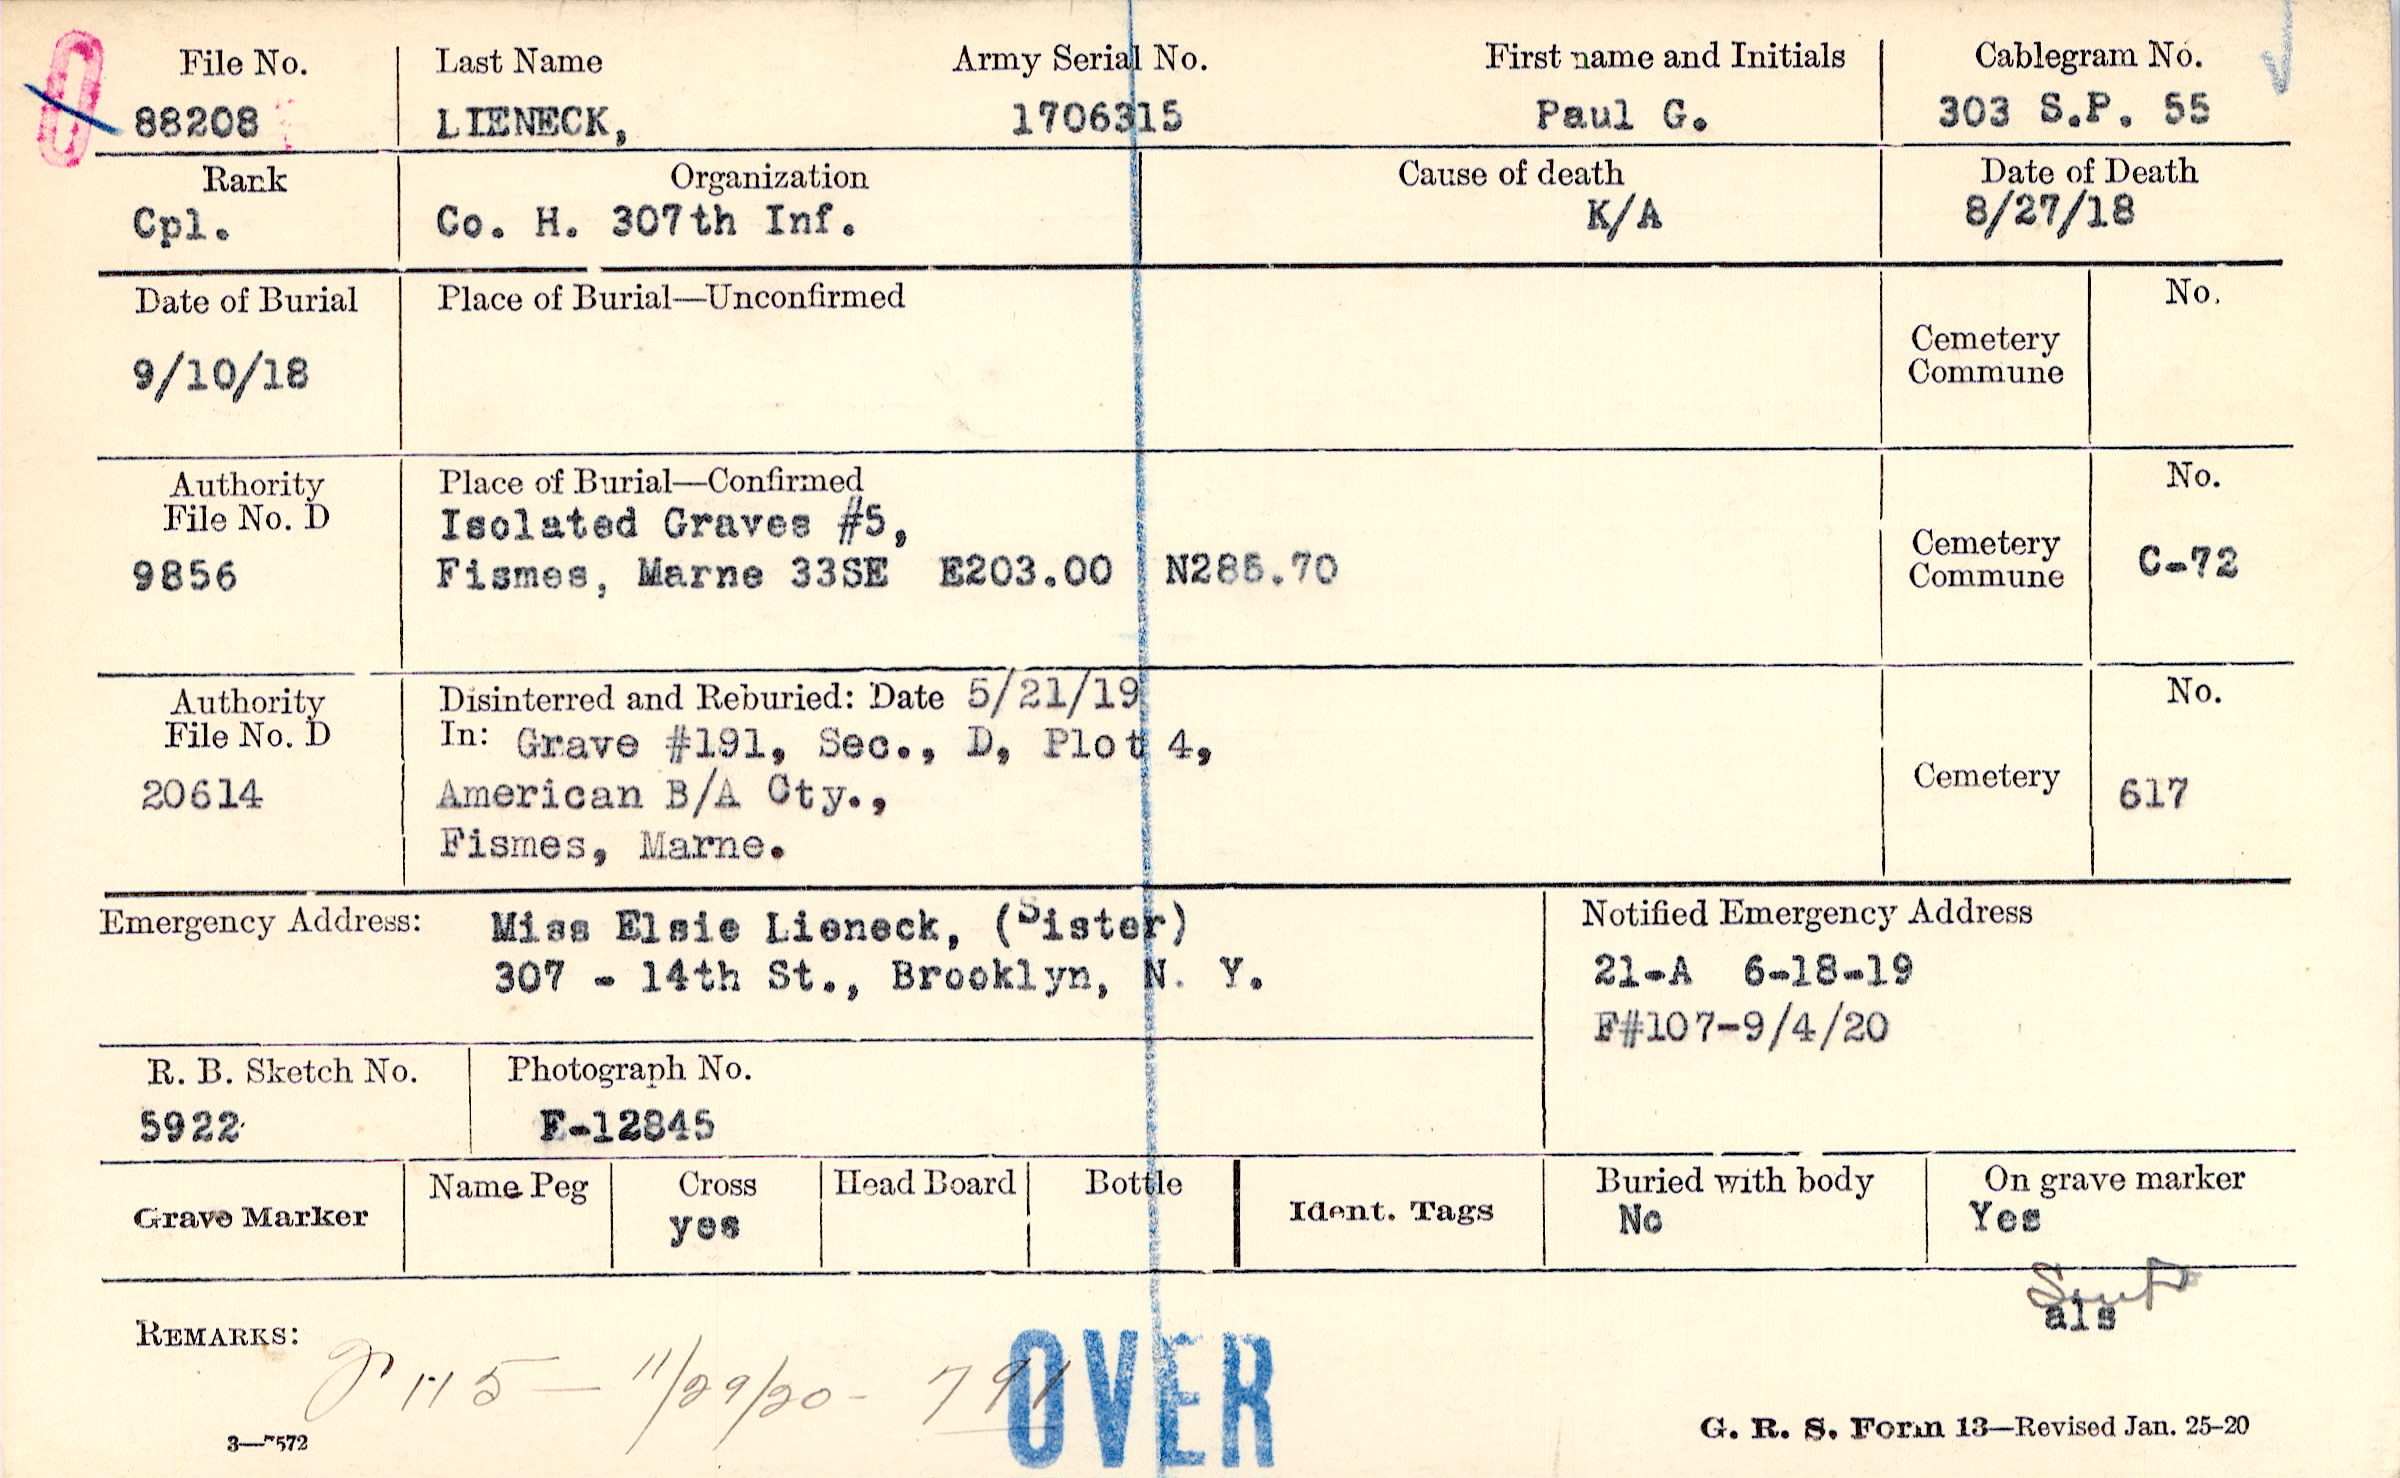 File No. Last Name Army Serial No. First name and Initials Cablegram No.
88208 LIENECK, 1706315 Paul G. 303 S.P. 55
Rank Organization Cause of death Date of Death
Cpl. Co. H. 307th Inf. K/A 8/27/18
Date of Burial Place of Burial—Unconfirmed No.
9/10/18 Cemetery
Commune
Authority Place of Burial—Confirmed No.
File No. D Isolated Graves #5,
9856 Fismes, Marne 33SE E203.00 N285.70 Cemetery C-72
Commune
Authority Disinterred and Reburied: Date 5/21/19 No.
File No. D In: Grave #191, Sec., D, Plot 4,
20614 American B/A Cty., Cemetery 617
Fismes, Marne.
Emergency Address: Miss Elsie Lieneck, (Sister) Notified Emergency Address
307 - 14th St., Brooklyn, N. Y. 21-A 6-18-19
F#107-9/4/20
R. B. Sketch No. Photograph No.
5922 F-12845
Grave Marker Name Peg Cross Head Board Bottle Ident. Tags Buried with body On grave marker
yes No Yes
als
REMARKS: 115 — 11/29/20 - 791
OVER
3—7572 G. R. S. Form 13—Revised Jan. 25-20